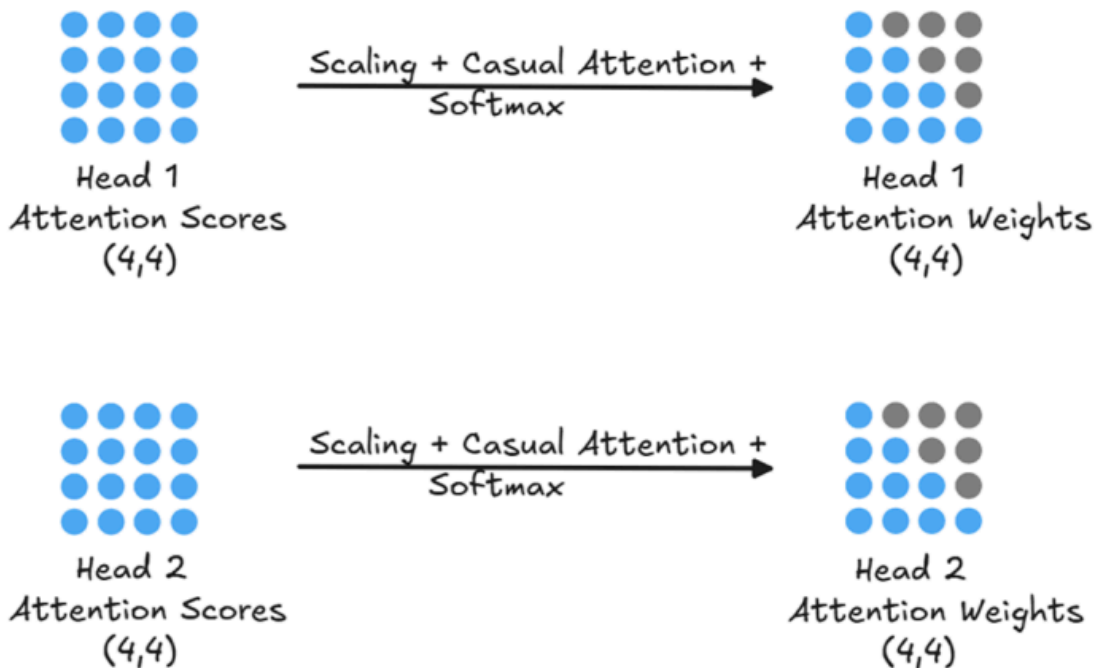 Scaling + Casual Attention +
Softmax
Head 1
Attention Scores
(4,4)
Head 1
Attention Weights
(4,4)
Scaling + Casual Attention +
Softmax
Head 2
Attention Scores
(4,4)
Head 2
Attention Weights
(4,4)